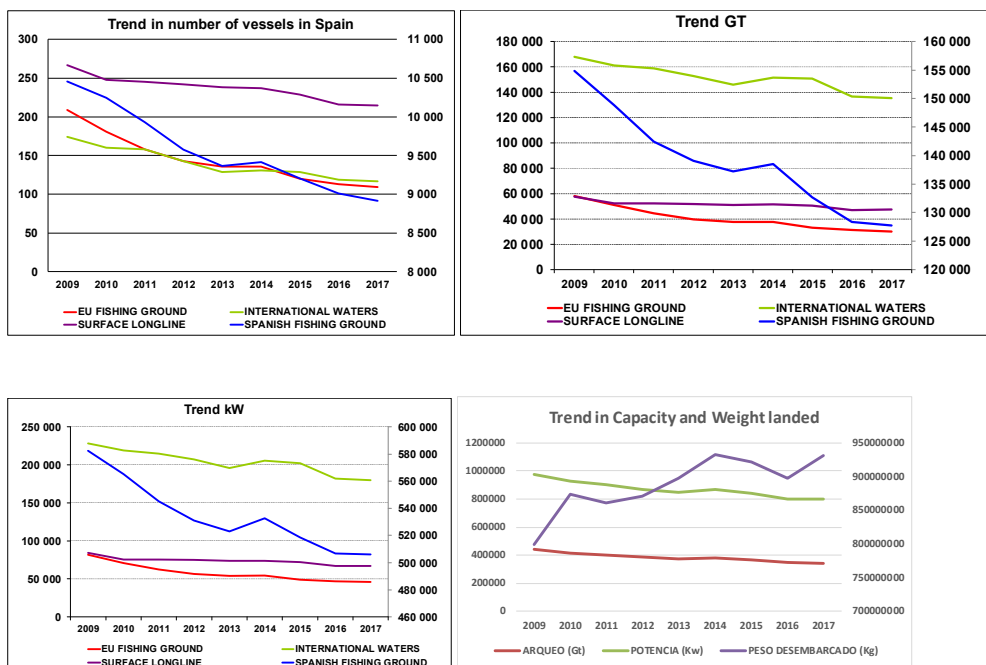 Trend in number of vessels in Spain
300 11 000
250 10 500
200 10 000
150 9 500
100 9 000
50 8 500
0 8 000
2009 2010 2011 2012 2013 2014 2015 2016 2017
EU FISHING GROUND INTERNATIONAL WATERS
SURFACE LONGLINE SPANISH FISHING GROUND
Trend GT
180 000 160 000
160 000 155 000
140 000 150 000
120 000 145 000
100 000 140 000
80 000 135 000
60 000 130 000
40 000 125 000
20 000 120 000
0
2009 2010 2011 2012 2013 2014 2015 2016 2017
EU FISHING GROUND INTERNATIONAL WATERS
SURFACE LONGLINE SPANISH FISHING GROUND
Trend kW
250 000 600 000
200 000 580 000
150 000 560 000
100 000 540 000
50 000 520 000
0 500 000
480 000
460 000
2009 2010 2011 2012 2013 2014 2015 2016 2017
EU FISHING GROUND INTERNATIONAL WATERS
SURFACE LONGLINE SPANISH FISHING GROUND
Trend in Capacity and Weight landed
1200000 950000000
1000000 900000000
800000 850000000
600000 800000000
400000 750000000
200000 700000000
0
2009 2010 2011 2012 2013 2014 2015 2016 2017
ARQUEO (Gt) POTENCIA (Kw) PESO DESEMBARCADO (Kg)